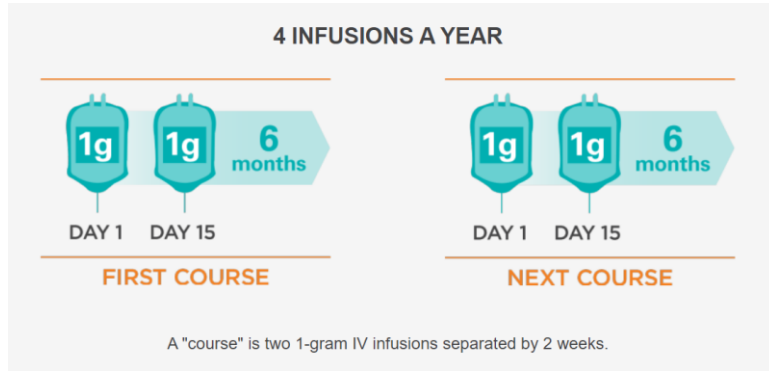 4 INFUSIONS A YEAR
1g 1g 6 months
DAY 1 DAY 15
FIRST COURSE
1g 1g 6 months
DAY 1 DAY 15
NEXT COURSE
A "course" is two 1-gram IV infusions separated by 2 weeks.